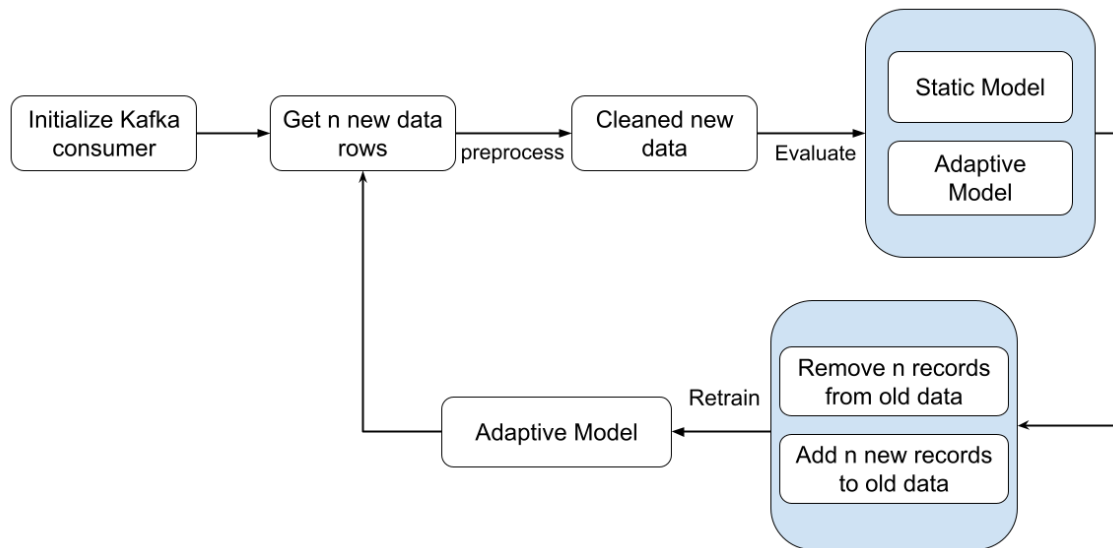 Initialize Kafka
consumer
Get n new data
rows
preprocess
Cleaned new
data
Evaluate
Static Model
Adaptive
Model
Remove n records
from old data
Add n new records
to old data
Retrain
Adaptive Model